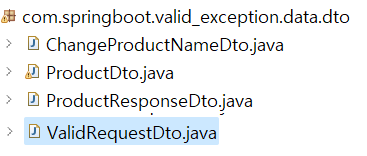 com.springboot.valid_exception.data.dto
ChangeProductNameDto.java
ProductDto.java
ProductResponseDto.java
ValidRequestDto.java